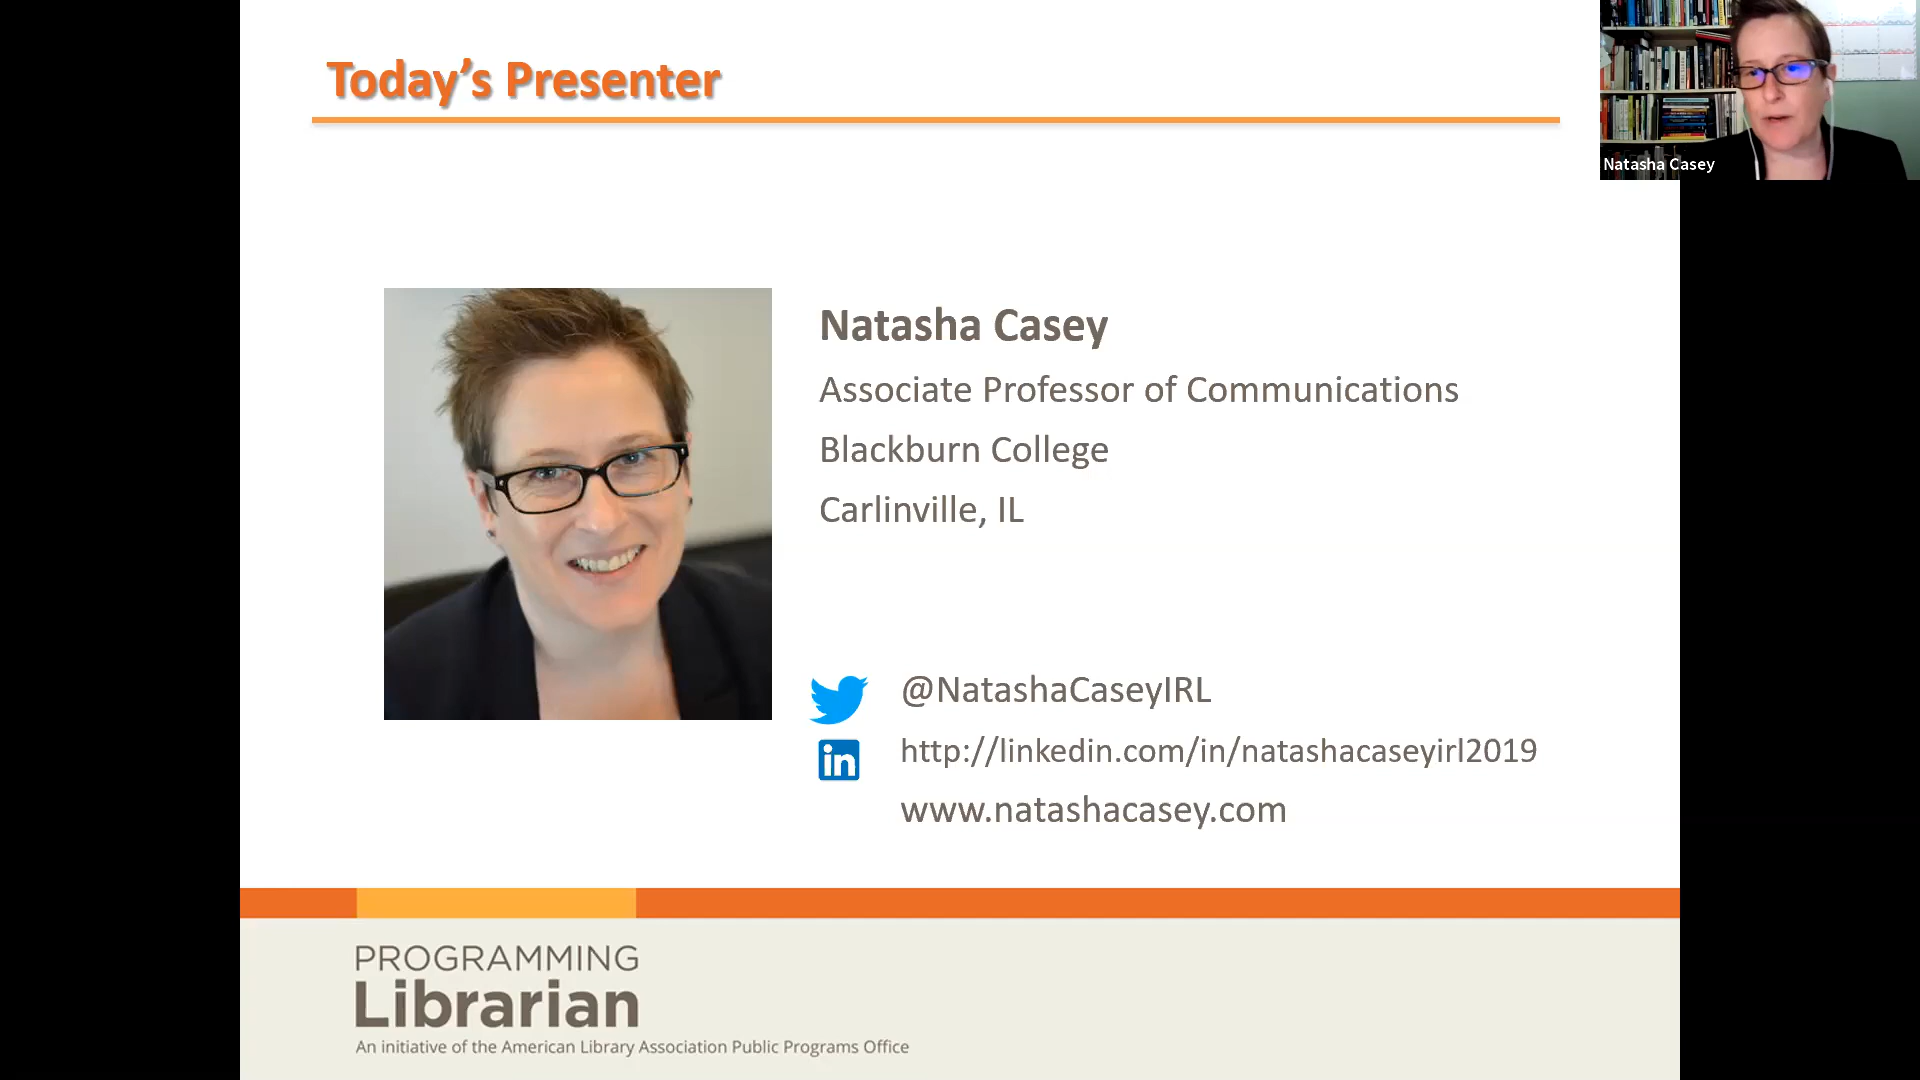 Today's Presenter
Natasha Casey
Natasha Casey
Associate Professor of Communications
Blackburn College
Carlinville, IL
@NatashaCaseyIRL
in
http://linkedin.com/in/natashacaseyirl2019
www.natashacasey.com
PROGRAMMING
Librarian
An initiative of the American Library Association Public Programs Office